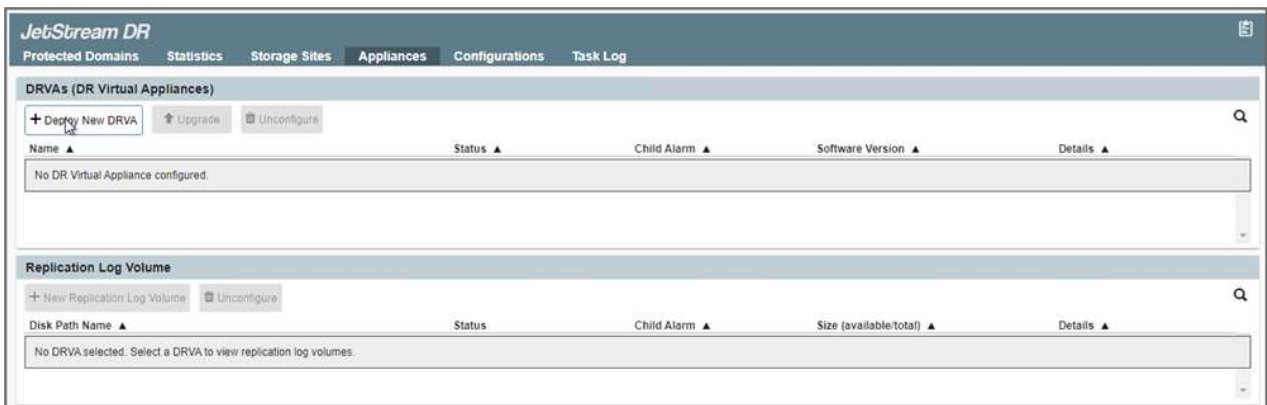 JetStream DR
Protected Domains Statistics Storage Sites Appliances Configurations Task Log
DRVAs (DR Virtual Appliances)
+ Deploy New DRVA Upgrade Unconfigure
Name ▲ Status ▲ Child Alarm ▲ Software Version ▲ Details ▲
No DR Virtual Appliance configured.
Replication Log Volume
+ New Replication Log Volume Unconfigure
Disk Path Name ▲ Status Child Alarm ▲ Size (available/total) ▲ Details ▲
No DRVA selected. Select a DRVA to view replication log volumes.